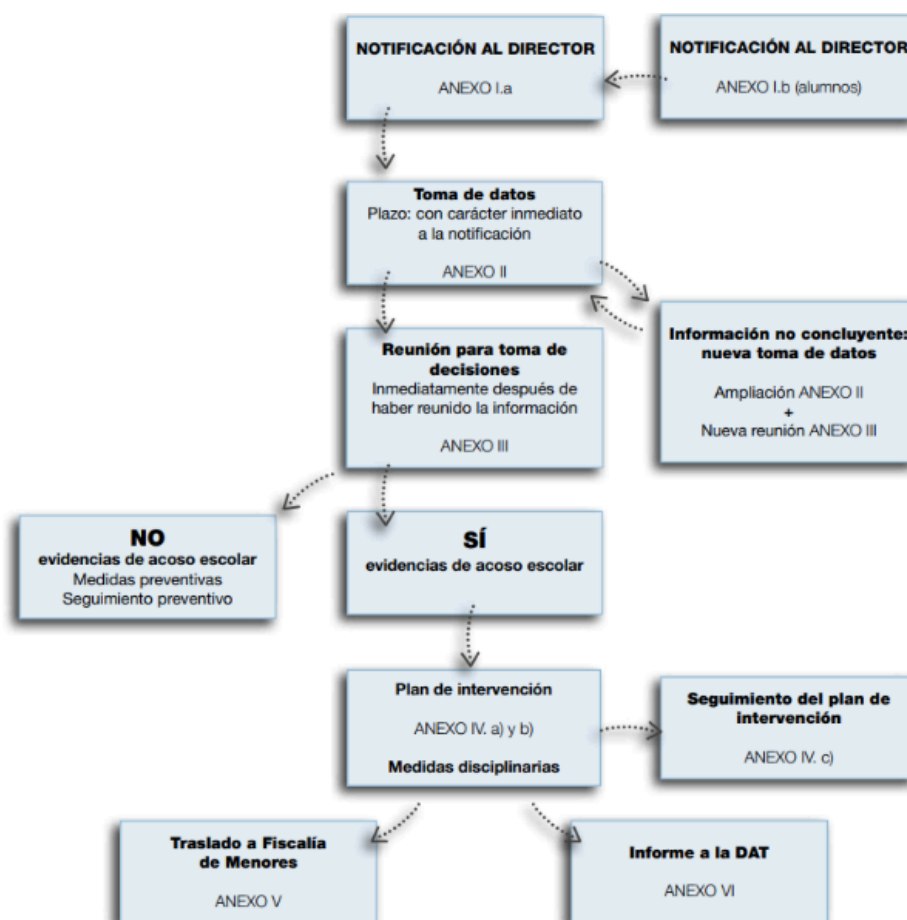 NOTIFICACIÓN AL DIRECTOR
ANEXO I.a
NOTIFICACIÓN AL DIRECTOR
ANEXO I.b (alumnos)
Toma de datos
Plazo: con carácter inmediato
a la notificación
ANEXO II
Información no concluyente:
nueva toma de datos
Ampliación ANEXO II
+
Nueva reunión ANEXO III
Reunión para toma de
decisiones
Inmediatamente después de
haber reunido la información
ANEXO III
NO
evidencias de acoso escolar
Medidas preventivas
Seguimiento preventivo
SÍ
evidencias de acoso escolar
Plan de intervención
ANEXO IV. a) y b)
Medidas disciplinarias
Seguimiento del plan de
intervención
ANEXO IV. c)
Traslado a Fiscalía
de Menores
ANEXO V
Informe a la DAT
ANEXO VI